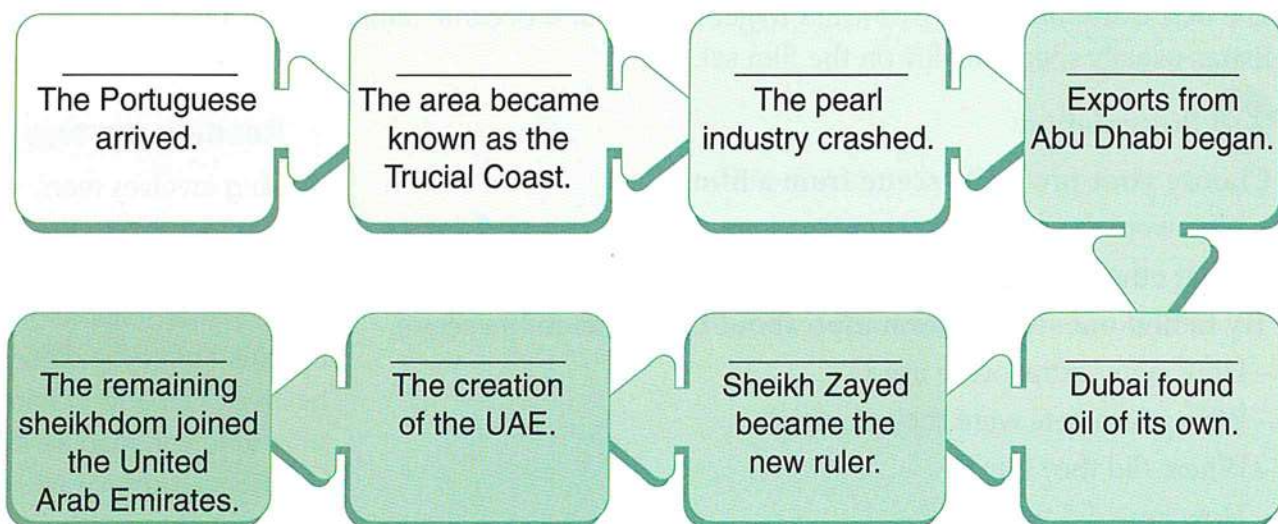 The Portuguese
arrived.
The area became
known as the
Trucial Coast.
The pearl
industry crashed.
Exports from
Abu Dhabi began.
Dubai found
oil of its own.
Sheikh Zayed
became the
new ruler.
The creation
of the UAE.
The remaining
sheikhdom joined
the United
Arab Emirates.